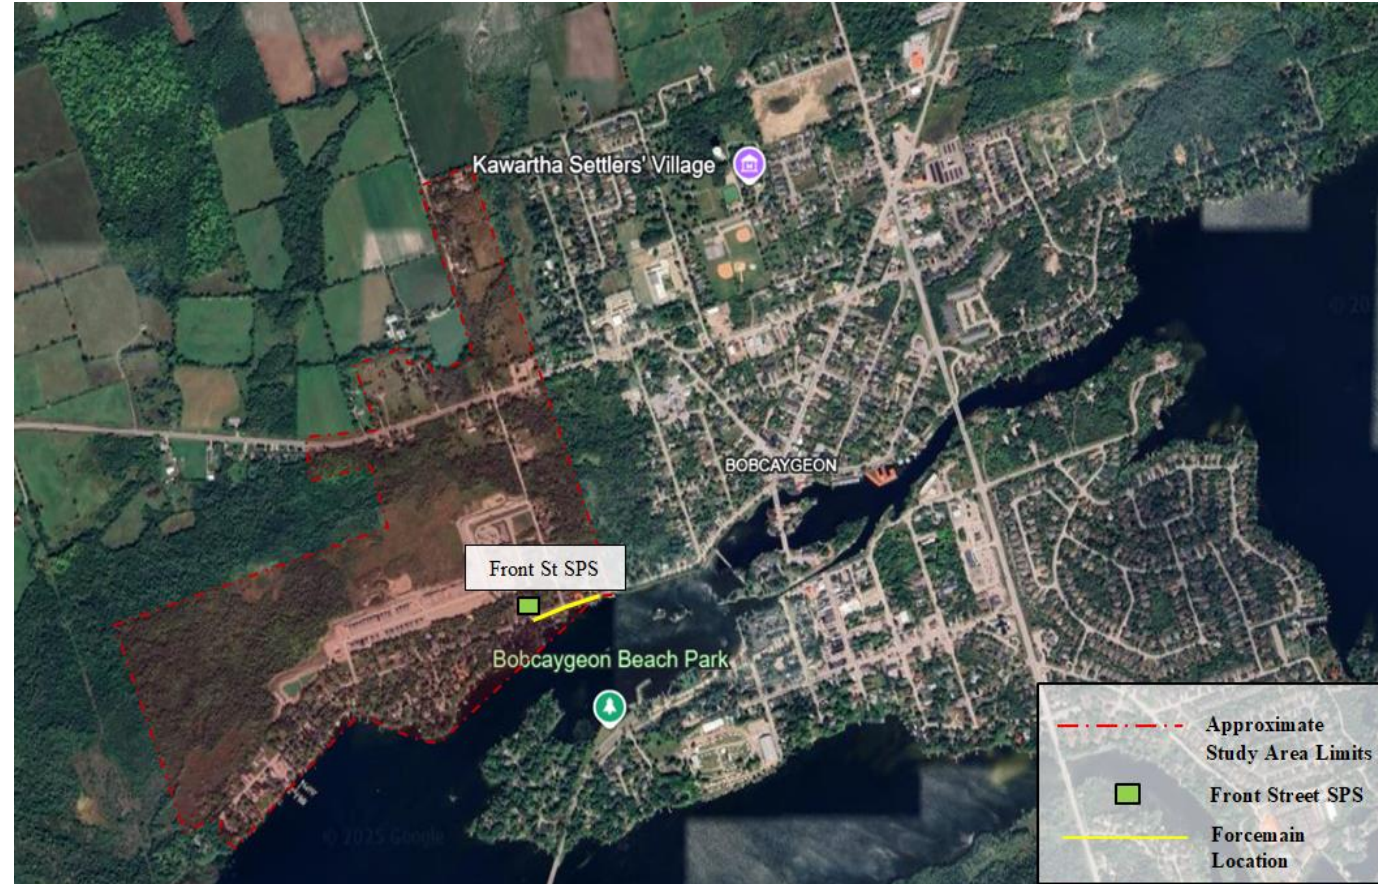 Kawartha Settlers' Village
BOBCAYGEON
Front St SPS
Bobcaygeon Beach Park
Approximate
Study Area Limits
Front Street SPS
Forcemain
Location
© 2025 Google